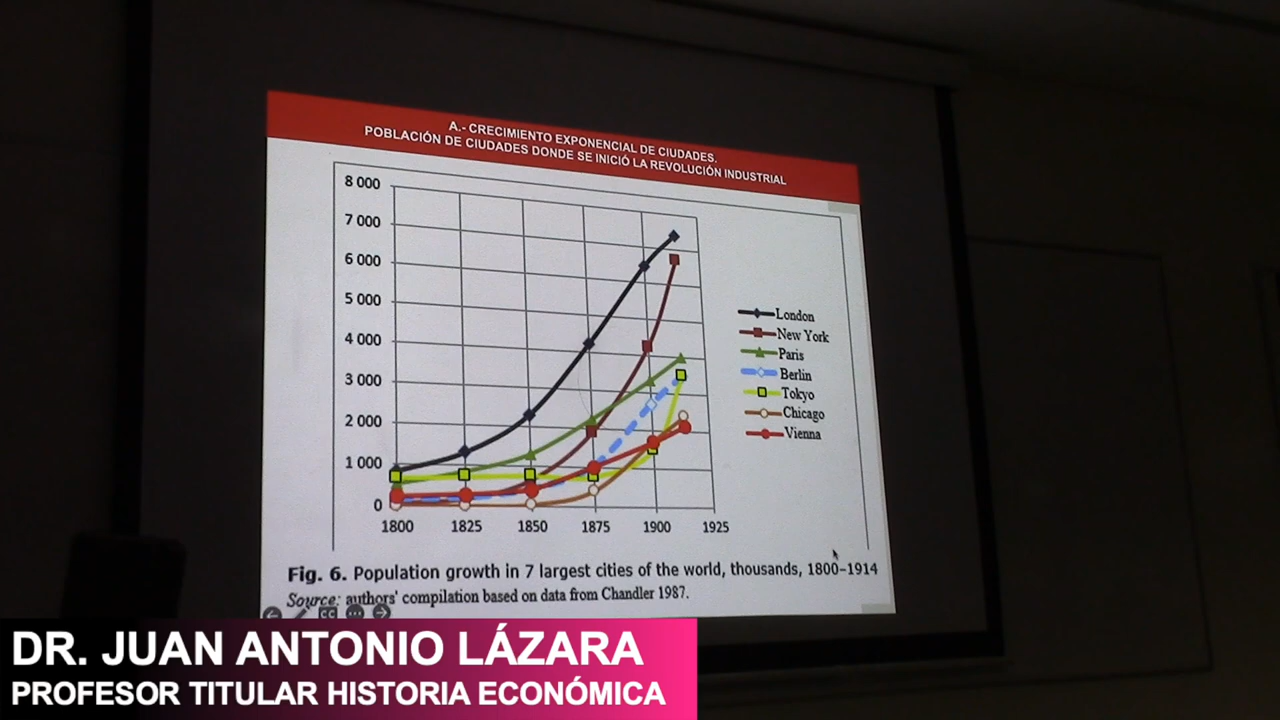 A.- CRECIMIENTO EXPONENCIAL DE CIUDADES.
POBLACIÓN DE CIUDADES DONDE SE INICIÓ LA REVOLUCIÓN INDUSTRIAL
8 000
7 000
6 000
5 000
4 000
3 000
2 000
1 000
0
1800 1825 1850 1875 1900 1925
London
New York
Paris
Berlin
Tokyo
Chicago
Vienna
Fig. 6. Population growth in 7 largest cities of the world, thousands, 1800–1914
Source: authors' compilation based on data from Chandler 1987.
CC
DR. JUAN ANTONIO LÁZARA
PROFESOR TITULAR HISTORIA ECONÓMICA